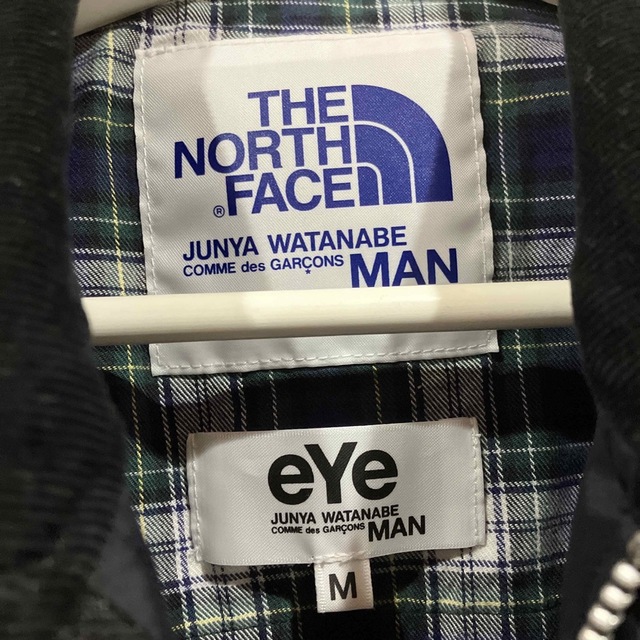 THE
NORTH
FACE
®
JUNYA WATANABE
COMME des GARÇONS MAN
eYe
JUNYA WATANABE
COMME des GARÇONS MAN
M